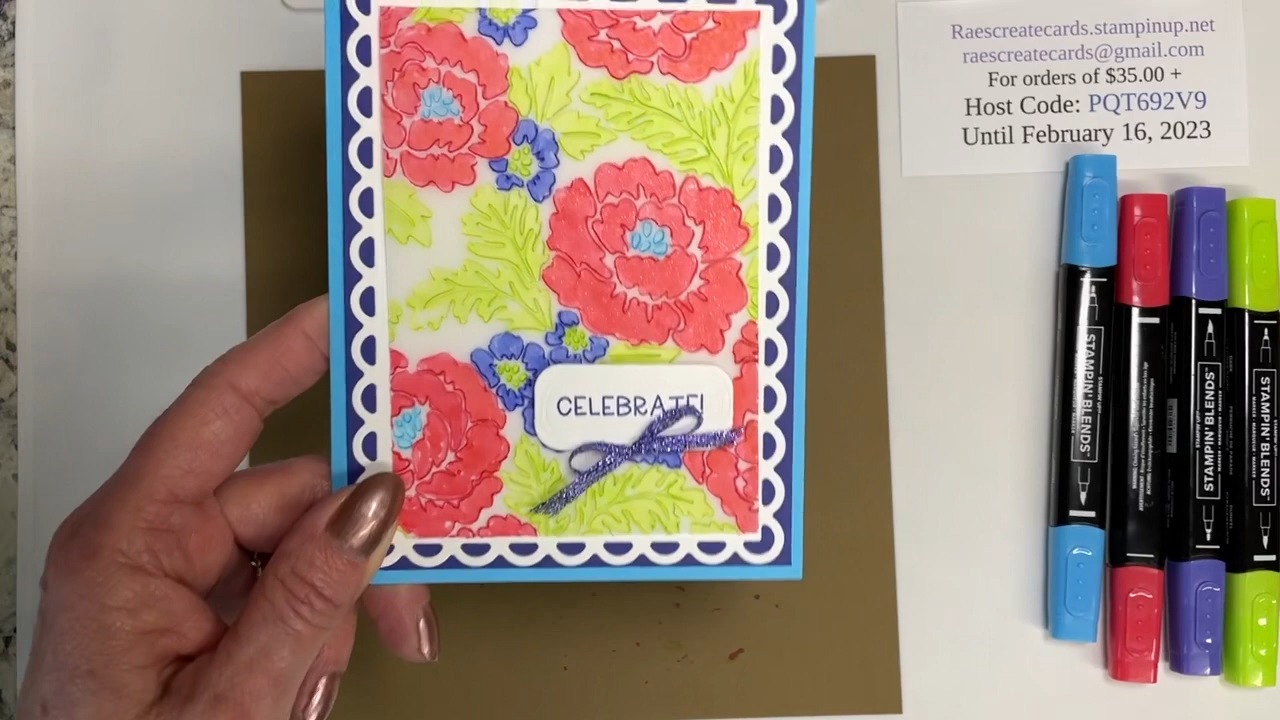 Raescreatecards.stampinup.net
raescreatecards@gmail.com
For orders of $35.00 +
Host Code: PQT692V9
Until February 16, 2023
CELEBRATE!
STAMPIN' BLENDS
STAMPIN' BLENDS
STAMPIN' BLENDS